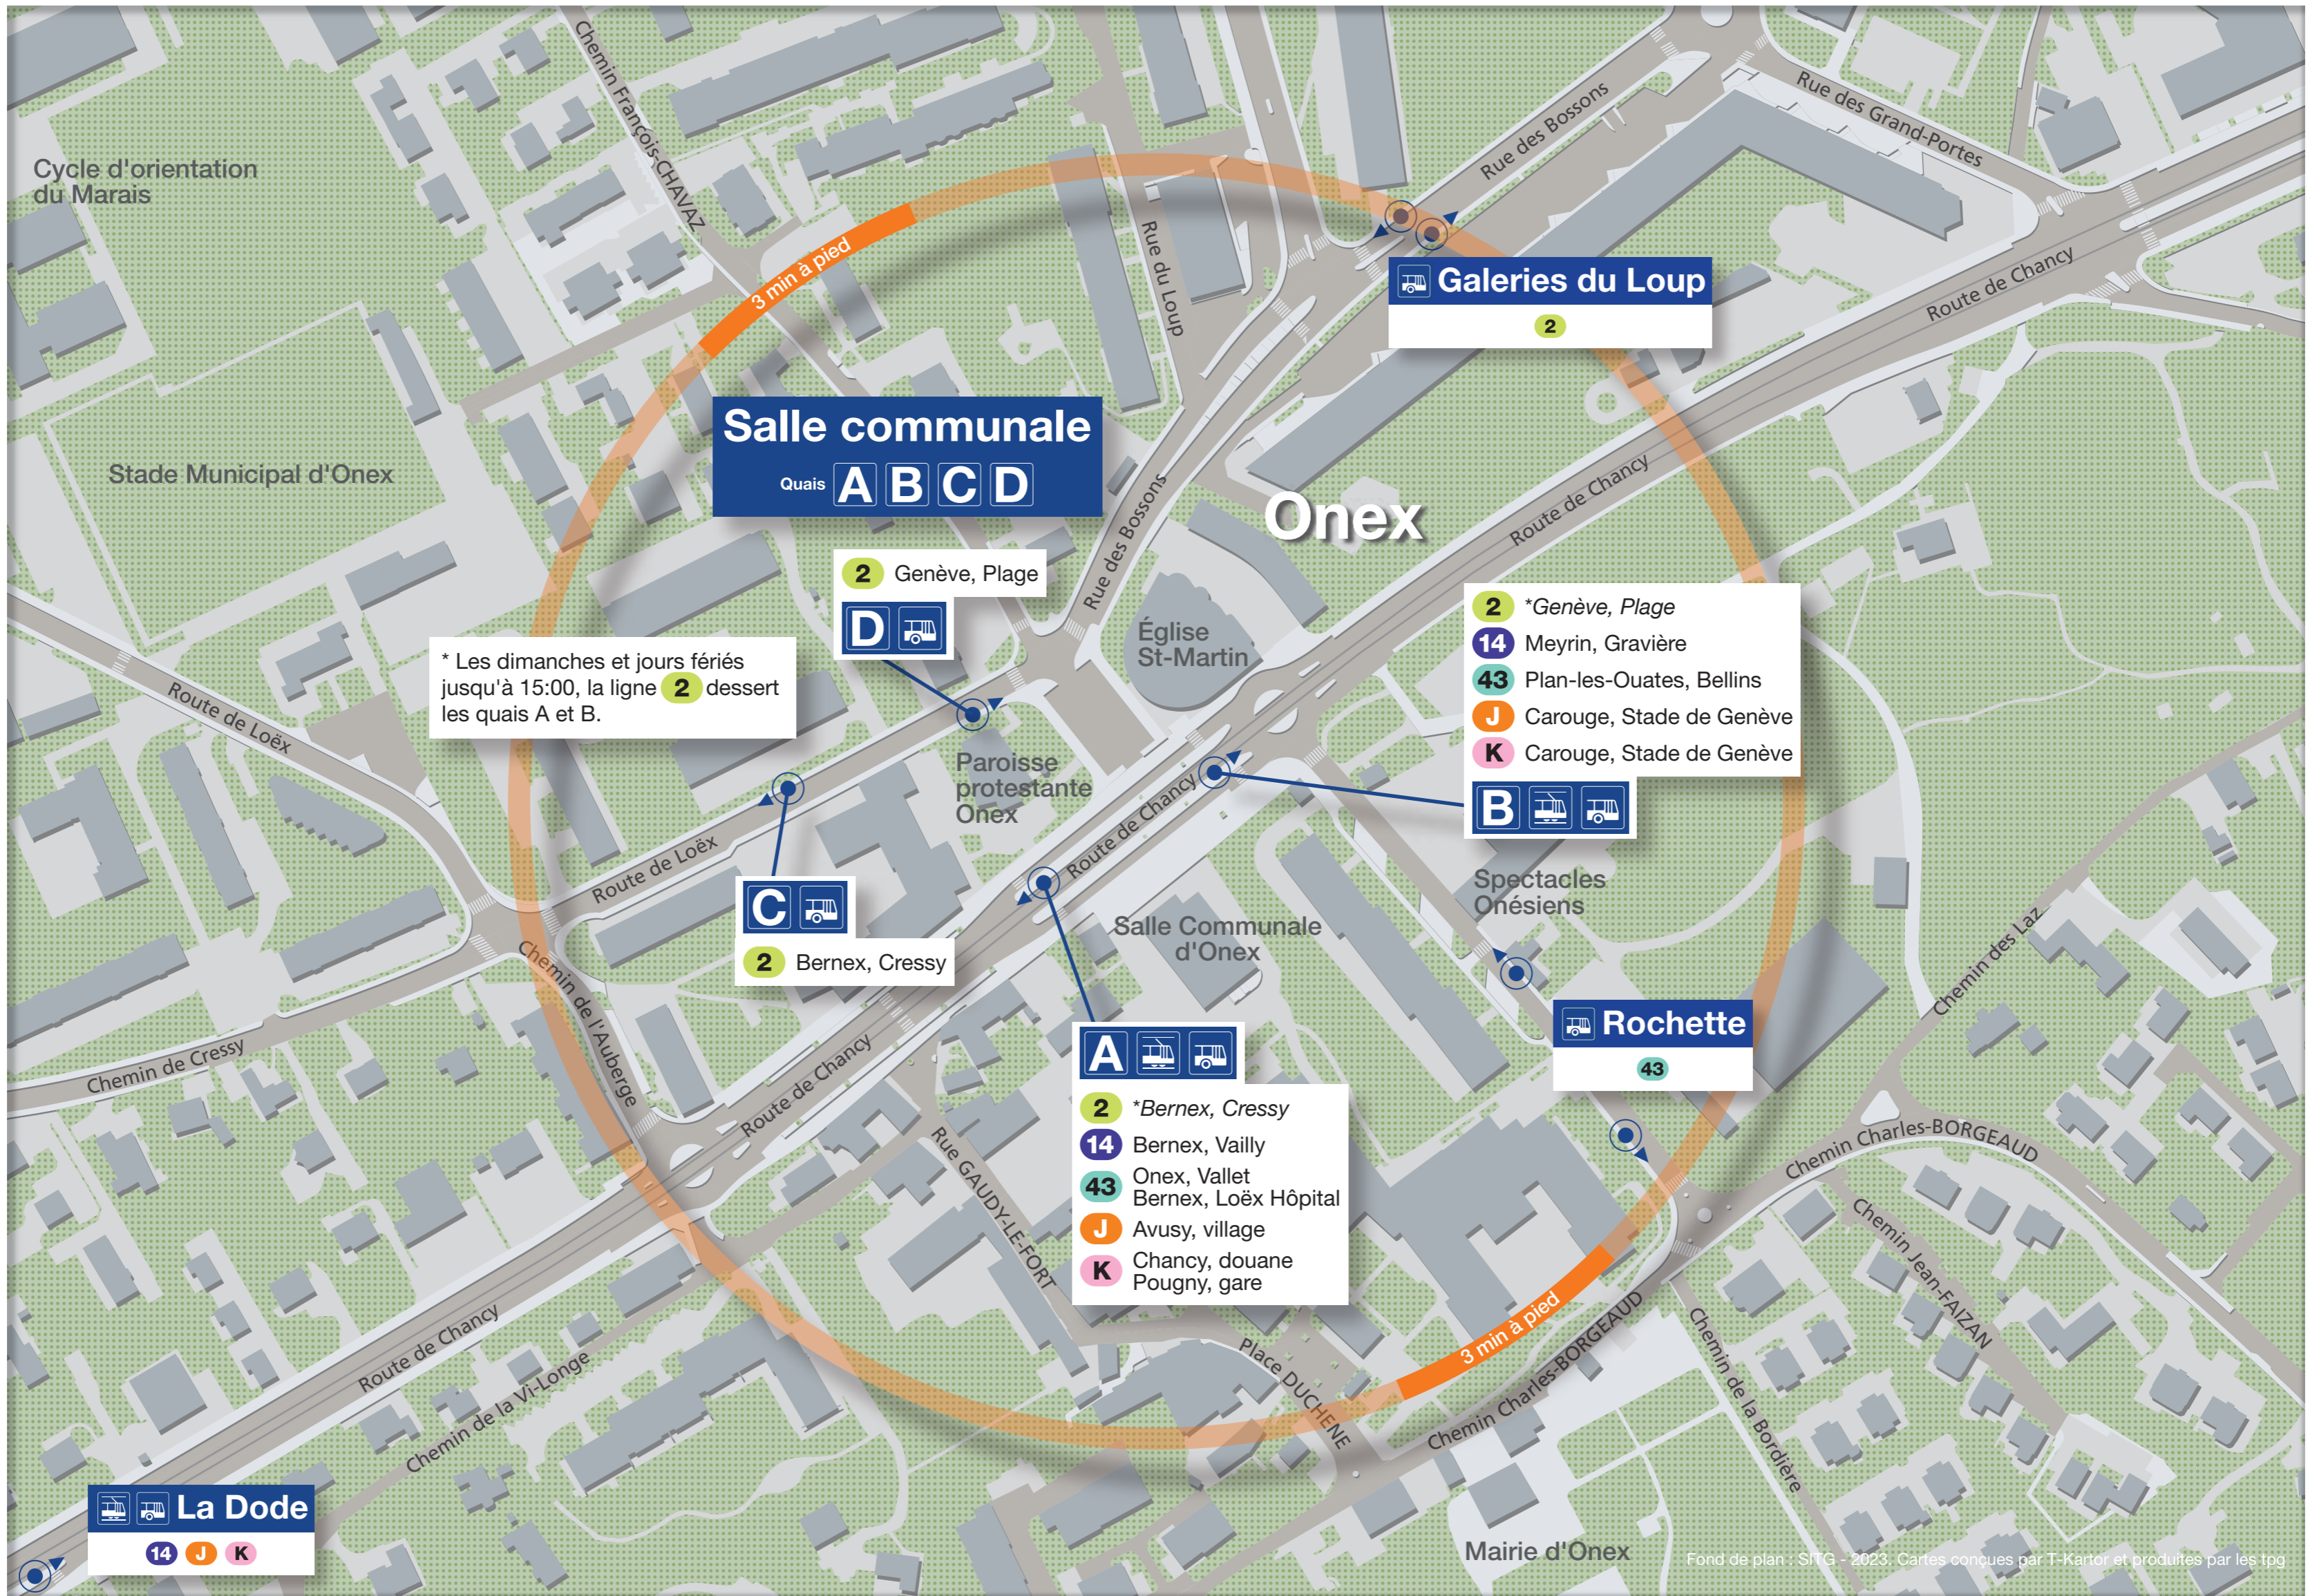 Chemin François-CHAVAZ
Cycle d'orientation
du Marais
Rue des Bossons
Rue des Grand-Portes
3 min à pied
Rue du Loup
Galeries du Loup
2
Route de Chancy
Salle communale
Quais A B C D
Stade Municipal d'Onex
Onex
Route de Chancy
Rue des Bossons
2 Genève, Plage
D
Église
St-Martin
2 *Genève, Plage
14 Meyrin, Gravière
43 Plan-les-Ouates, Bellins
J Carouge, Stade de Genève
K Carouge, Stade de Genève
B
* Les dimanches et jours fériés
jusqu'à 15:00, la ligne 2 dessert
les quais A et B.
Route de Loëx
Paroisse
protestante
Onex
Route de Chancy
Route de Loëx
C
2 Bernex, Cressy
Spectacles
Onésiens
Salle Communale
d'Onex
Chemin des Laz
Chemin de l'Auberge
Chemin de Cressy
Route de Chancy
Rochette
43
A
2 *Bernex, Cressy
14 Bernex, Vailly
43 Onex, Vallet
Bernex, Loëx Hôpital
J Avusy, village
K Chancy, douane
Pougny, gare
Rue GAUDY-LE-FORT
Chemin Charles-BORGEAUD
Chemin Jean-FAIZAN
3 min à pied
Route de Chancy
Chemin de la Vi-Longe
Place DUCHENE
Chemin Charles-BORGEAUD
Chemin de la Bordière
La Dode
14 J K
Mairie d'Onex
Fond de plan : SITG - 2023. Cartes conçues par T-Kartor et produites par les tpg